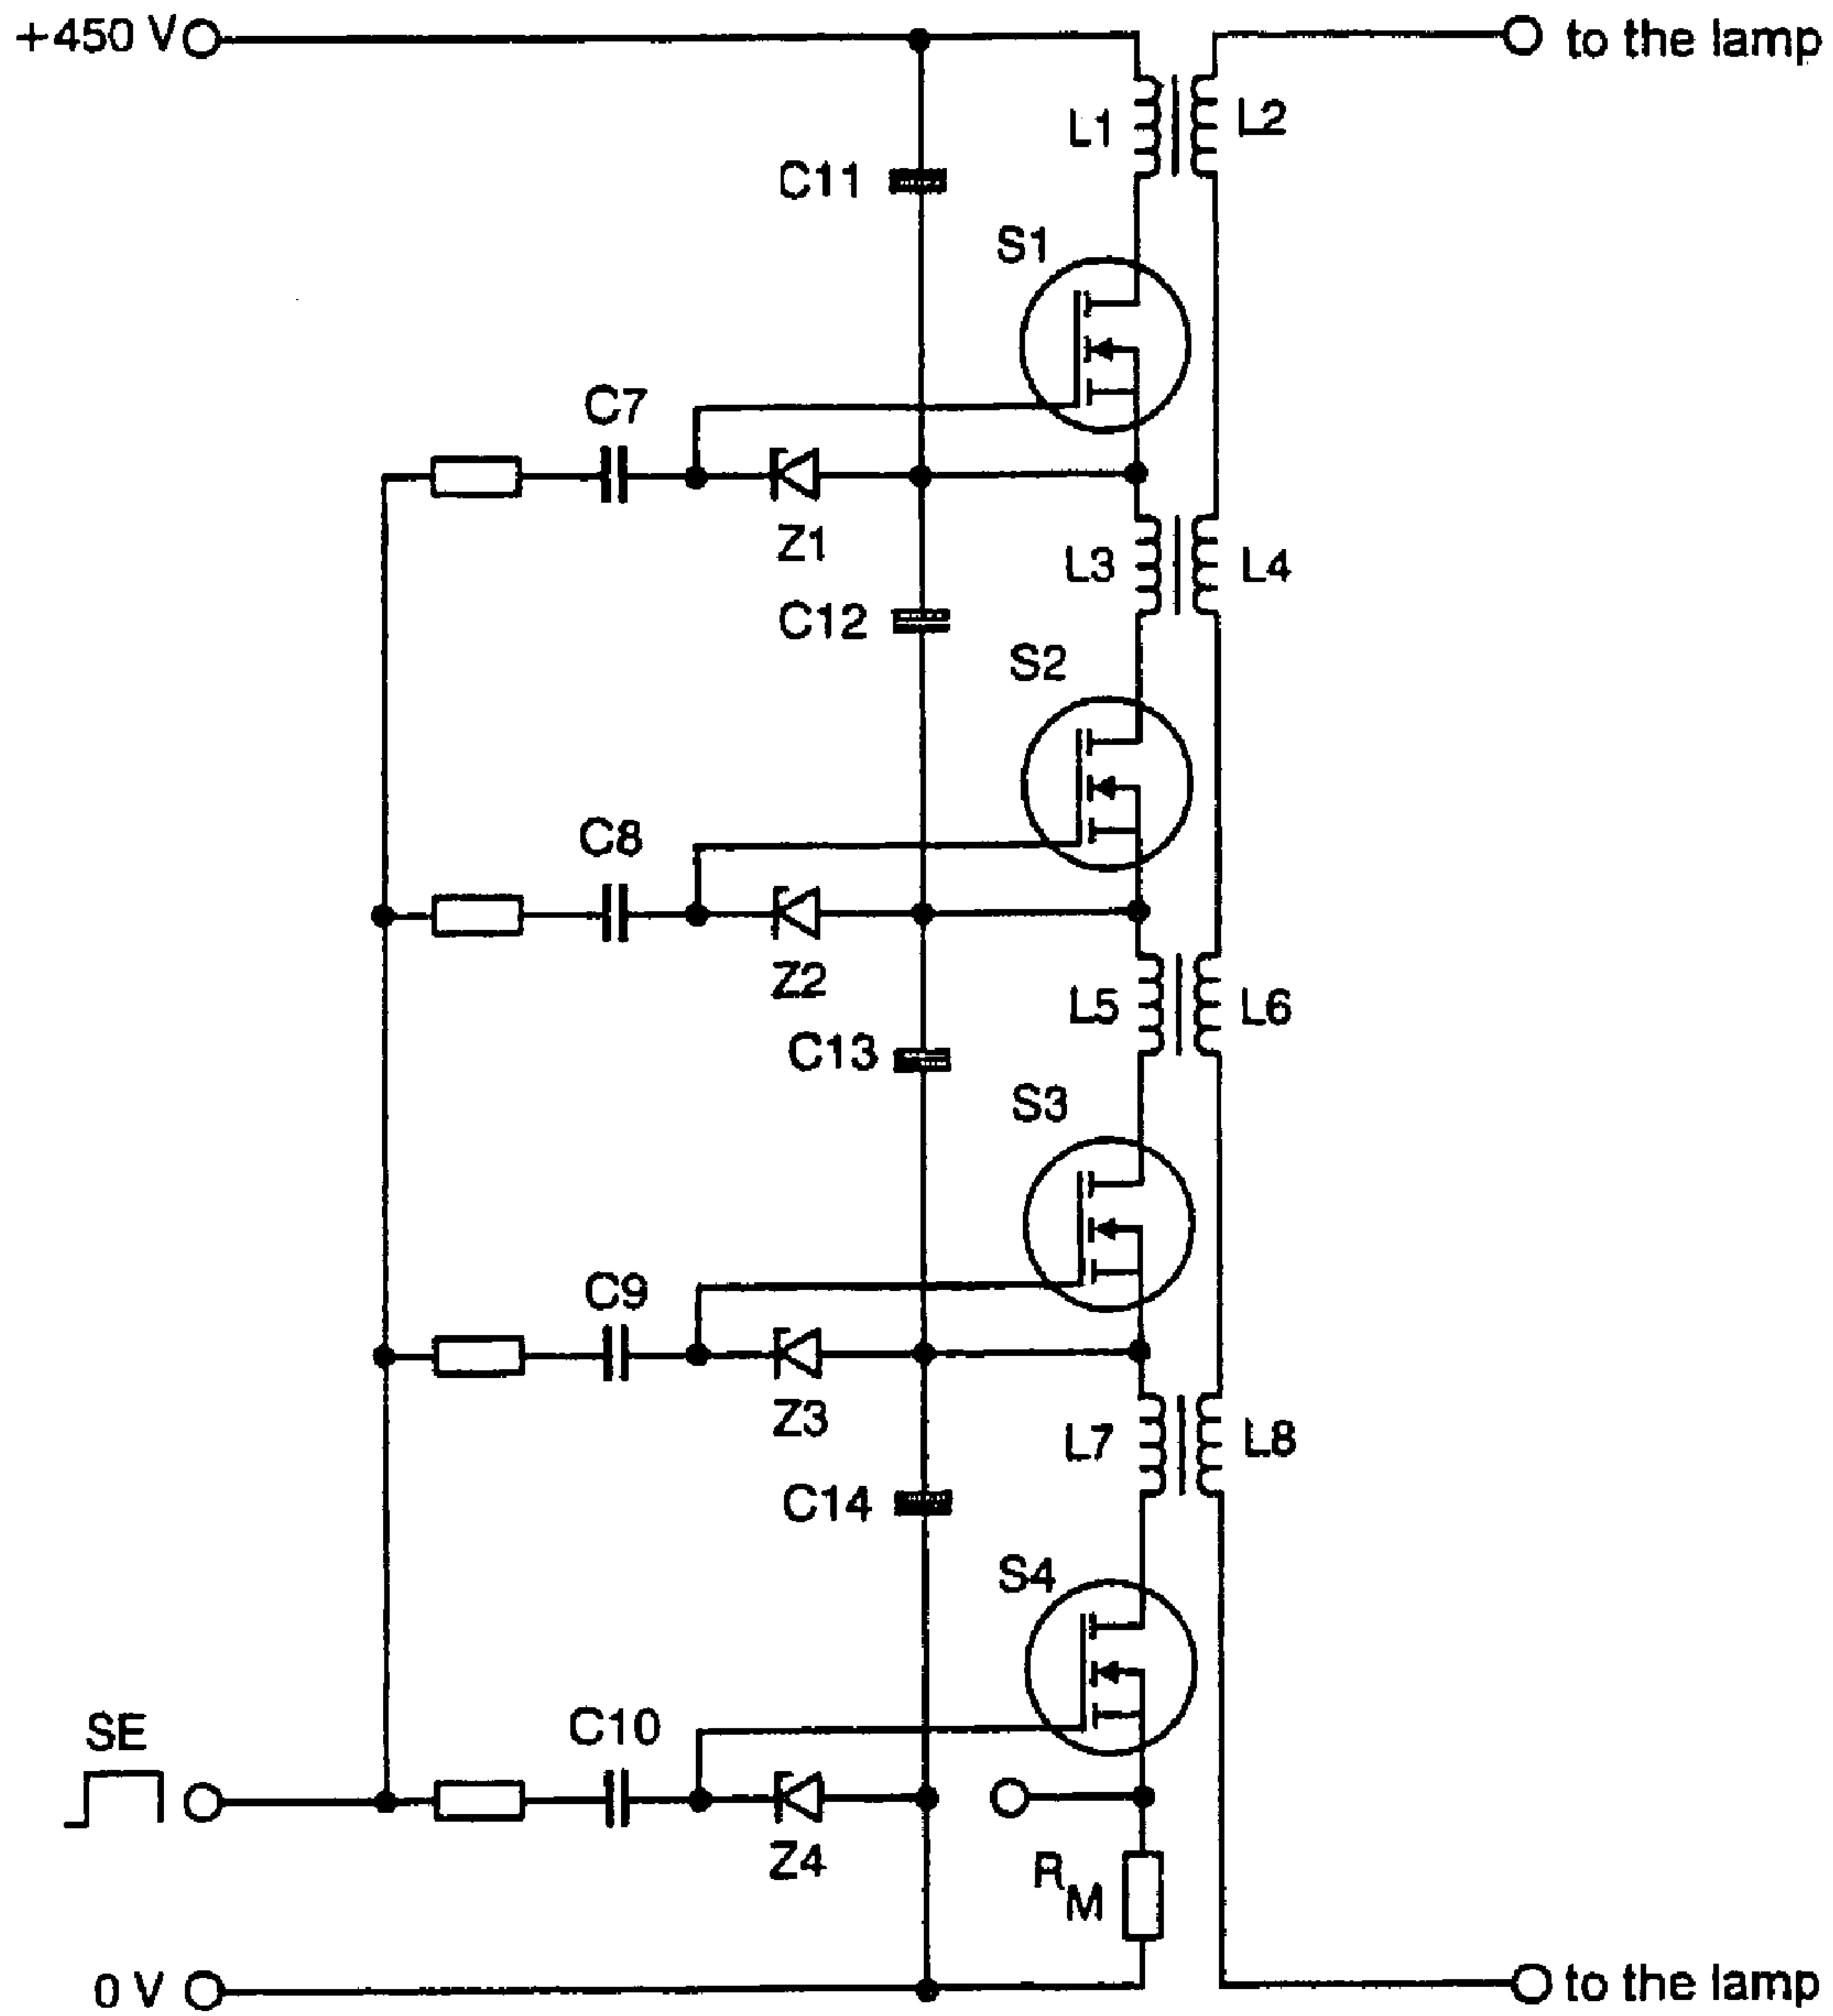 +450 V
to the lamp
L1
L2
C11
S1
C7
Z1
L3
L4
C12
S2
C8
Z2
L5
L6
C13
S3
C9
Z3
L7
L8
C14
S4
SE
C10
Z4
RM
0 V
to the lamp